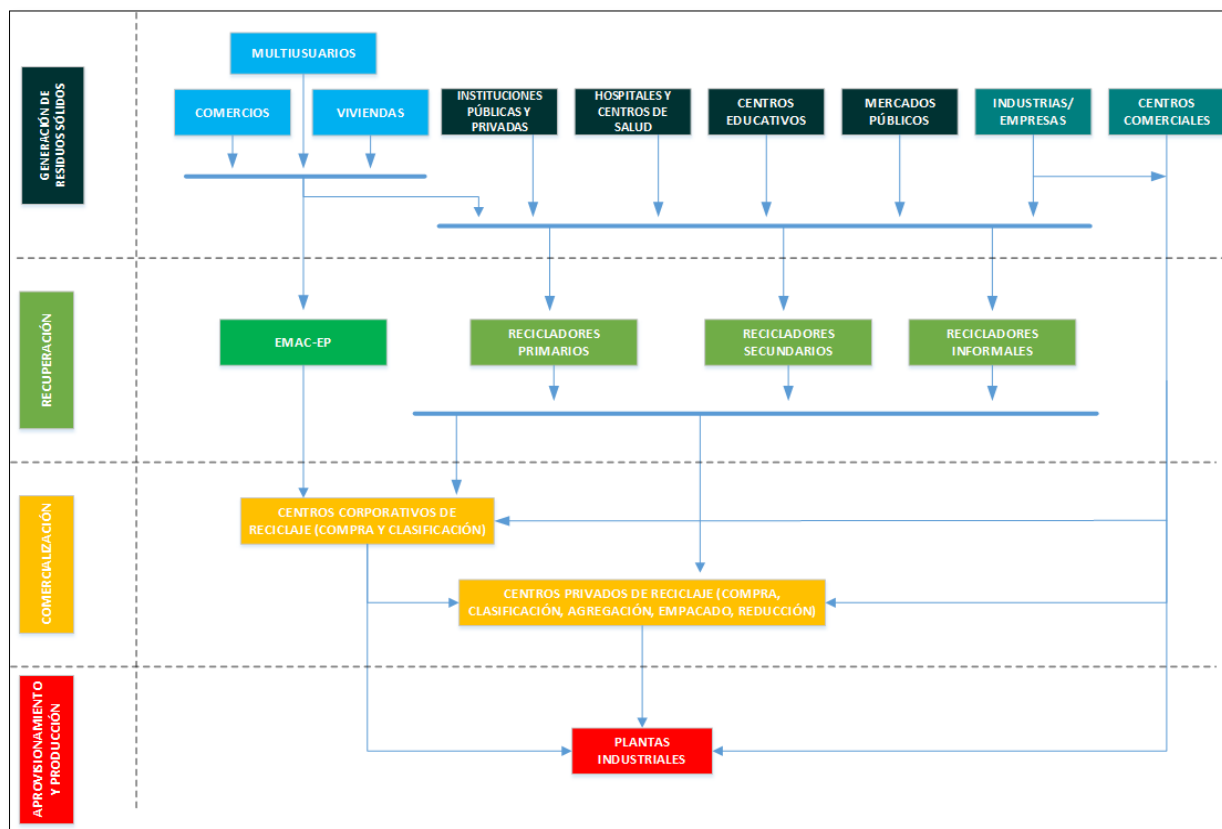 GENERACIÓN DE
RESIDUOS SÓLIDOS
MULTIUSUARIOS
COMERCIOS
VIVIENDAS
INSTITUCIONES
PÚBLICAS Y
PRIVADAS
HOSPITALES Y
CENTROS DE
SALUD
CENTROS
EDUCATIVOS
MERCADOS
PÚBLICOS
INDUSTRIAS/
EMPRESAS
CENTROS
COMERCIALES
RECUPERACIÓN
EMAC-EP
RECICLADORES
PRIMARIOS
RECICLADORES
SECUNDARIOS
RECICLADORES
INFORMALES
COMERCIALIZACIÓN
CENTROS CORPORATIVOS DE
RECICLAJE (COMPRA Y CLASIFICACIÓN)
CENTROS PRIVADOS DE RECICLAJE (COMPRA,
CLASIFICACIÓN, AGREGACIÓN, EMPACADO, REDUCCIÓN)
APROVISIONAMIENTO
Y PRODUCCIÓN
PLANTAS
INDUSTRIALES